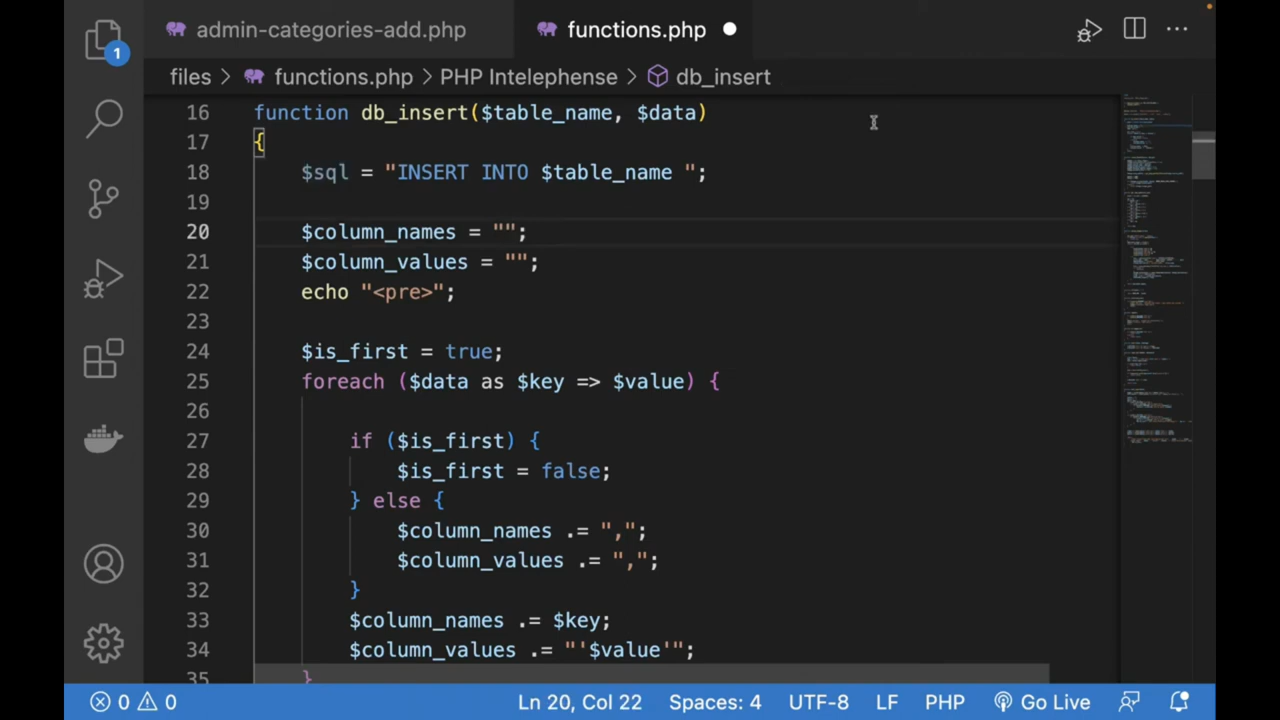 admin-categories-add.php functions.php
files > functions.php > PHP Intelephense > db_insert
1
16 function db_insert($table_name, $data)
17 {
18 $sql = "INSERT INTO $table_name ";
19
20 $column_names = "";
21 $column_values = "";
22 echo "<pre>";
23
24 $is_first = true;
25 foreach ($data as $key => $value) {
26
27 if ($is_first) {
28 $is_first = false;
29 } else {
30 $column_names .= ",";
31 $column_values .= ",";
32 }
33 $column_names .= $key;
34 $column_values .= "'$value'";
35 }
0 0 Ln 20, Col 22 Spaces: 4 UTF-8 LF PHP Go Live